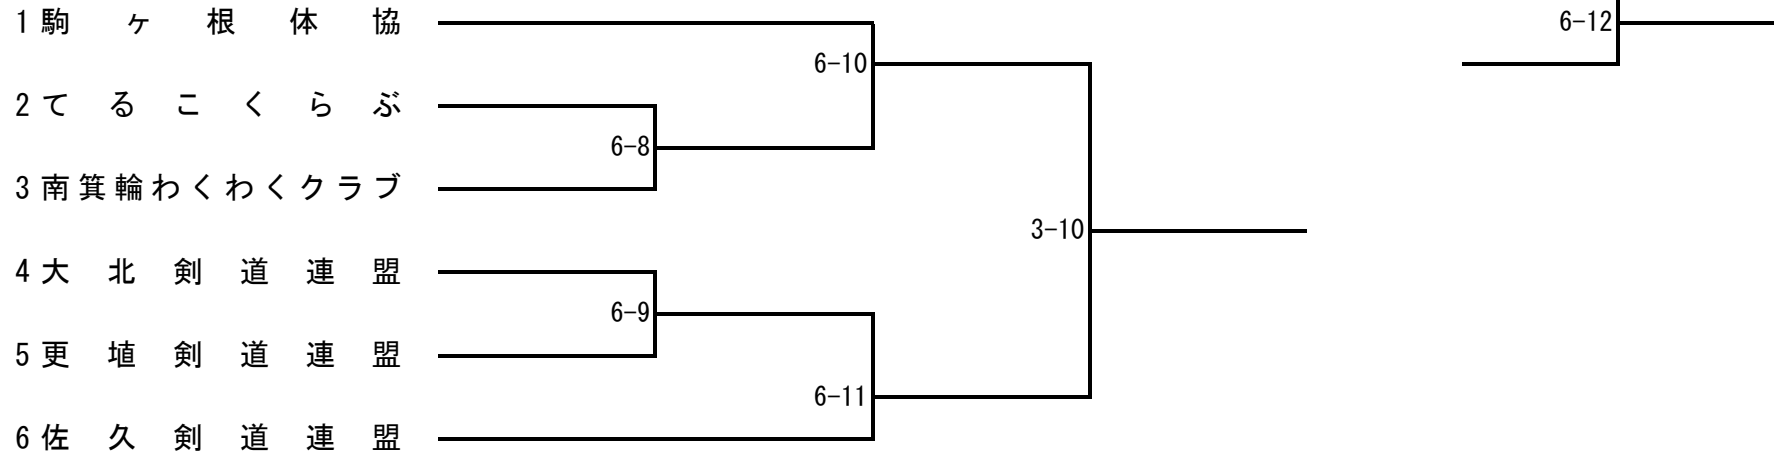 1 駒ヶ根体協
6-12
6-10
2 てるこくらぶ
6-8
3 南箕輪わくわくクラブ
3-10
4 大北剣道連盟
6-9
5 更埴剣道連盟
6-11
6 佐久剣道連盟